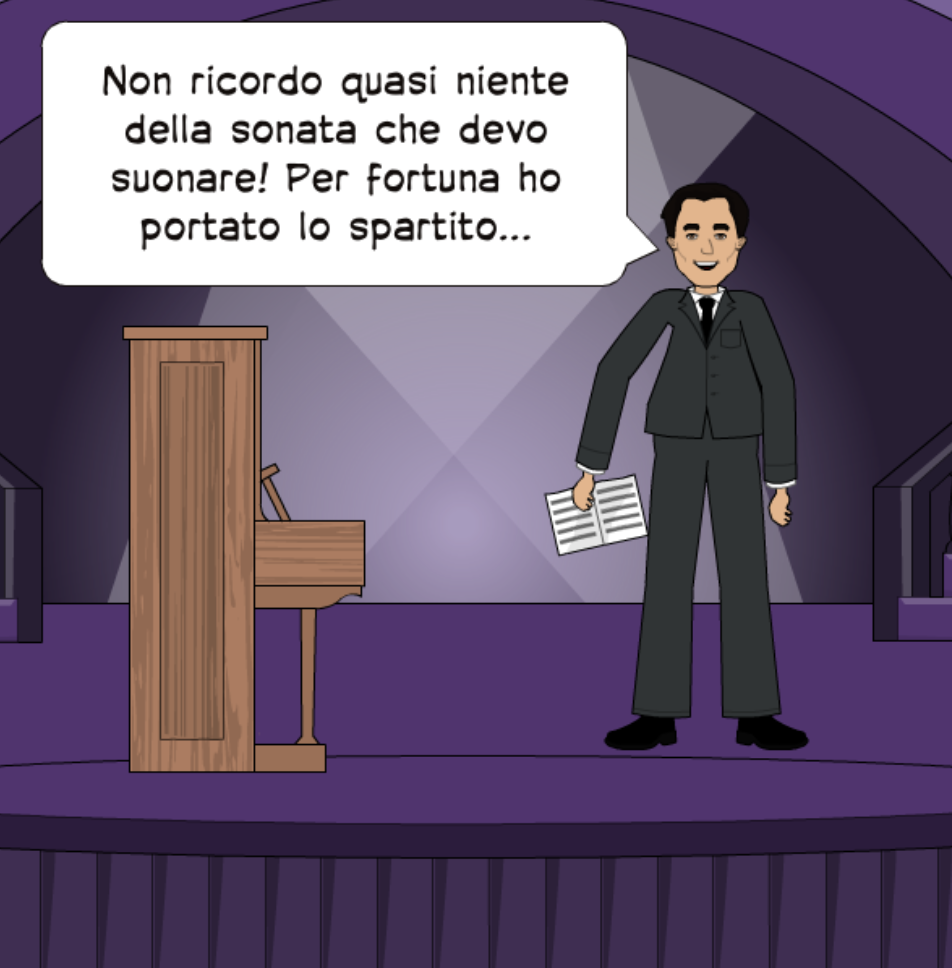 Non ricordo quasi niente
della sonata che devo
suonare! Per fortuna ho
portato lo spartito...